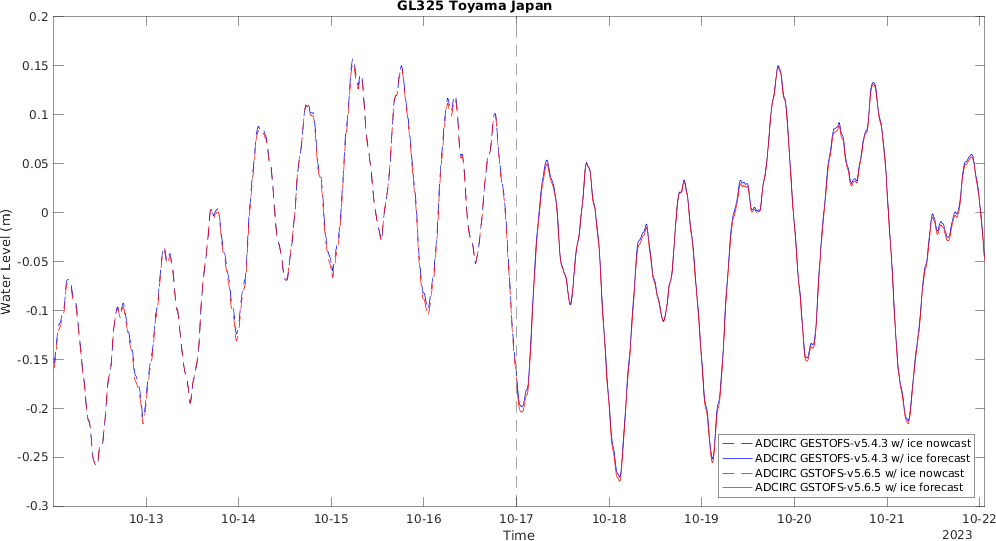 GL325 Toyama Japan
0.2
0.15
0.1
0.05
0
-0.05
-0.1
-0.15
-0.2
-0.25
-0.3
Water Level (m)
ADCIRC GESTOFS-v5.4.3 w/ ice nowcast
ADCIRC GESTOFS-v5.4.3 w/ ice forecast
ADCIRC GSTOFS-v5.6.5 w/ ice nowcast
ADCIRC GSTOFS-v5.6.5 w/ ice forecast
10-13 10-14 10-15 10-16 10-17 10-18 10-19 10-20 10-21 10-22
Time
2023